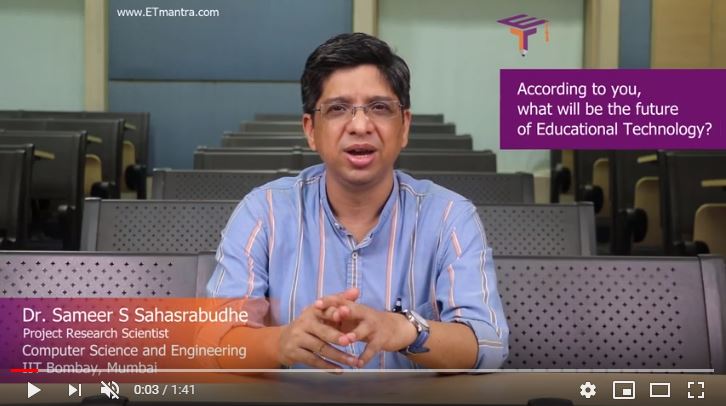 www.ETmantra.com
According to you,
what will be the future
of Educational Technology?
Dr. Sameer S Sahasrabudhe
Project Research Scientist
Computer Science and Engineering
IIT Bombay, Mumbai
0:03 / 1:41